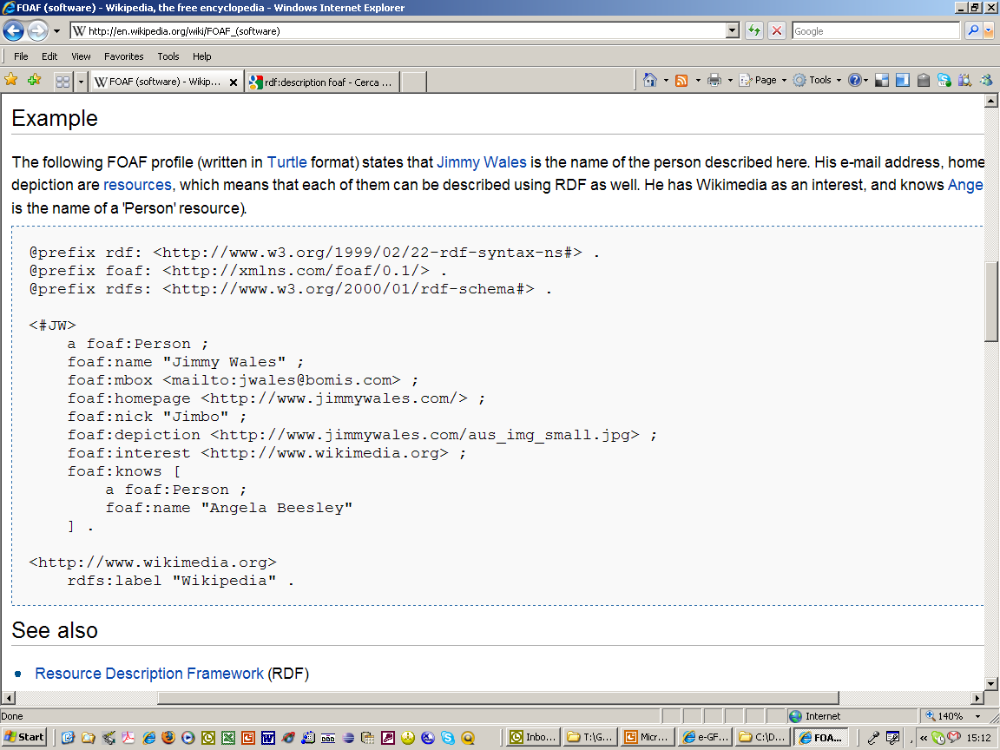 FOAF (software) - Wikipedia, the free encyclopedia - Windows Internet Explorer
W http://en.wikipedia.org/wiki/FOAF_(software)
Google
File Edit View Favorites Tools Help
W FOAF (software) - Wikip...
rdf:description foaf - Cerca ...
Page Tools
Example
The following FOAF profile (written in Turtle format) states that Jimmy Wales is the name of the person described here. His e-mail address, home
depiction are resources, which means that each of them can be described using RDF as well. He has Wikimedia as an interest, and knows Ange
is the name of a 'Person' resource).
@prefix rdf: <http://www.w3.org/1999/02/22-rdf-syntax-ns#> .
@prefix foaf: <http://xmlns.com/foaf/0.1/> .
@prefix rdfs: <http://www.w3.org/2000/01/rdf-schema#> .
<#JW>
a foaf:Person ;
foaf:name "Jimmy Wales" ;
foaf:mbox <mailto:jwales@bomis.com> ;
foaf:homepage <http://www.jimmywales.com/> ;
foaf:nick "Jimbo" ;
foaf:depiction <http://www.jimmywales.com/aus_img_small.jpg> ;
foaf:interest <http://www.wikimedia.org> ;
foaf:knows [
a foaf:Person ;
foaf:name "Angela Beesley"
] .
<http://www.wikimedia.org>
rdfs:label "Wikipedia" .
See also
Resource Description Framework (RDF)
Done
Internet
140%
Start
Inbo...
T:\G...
Micr...
e-GF...
C:\D...
FOA...
15:12